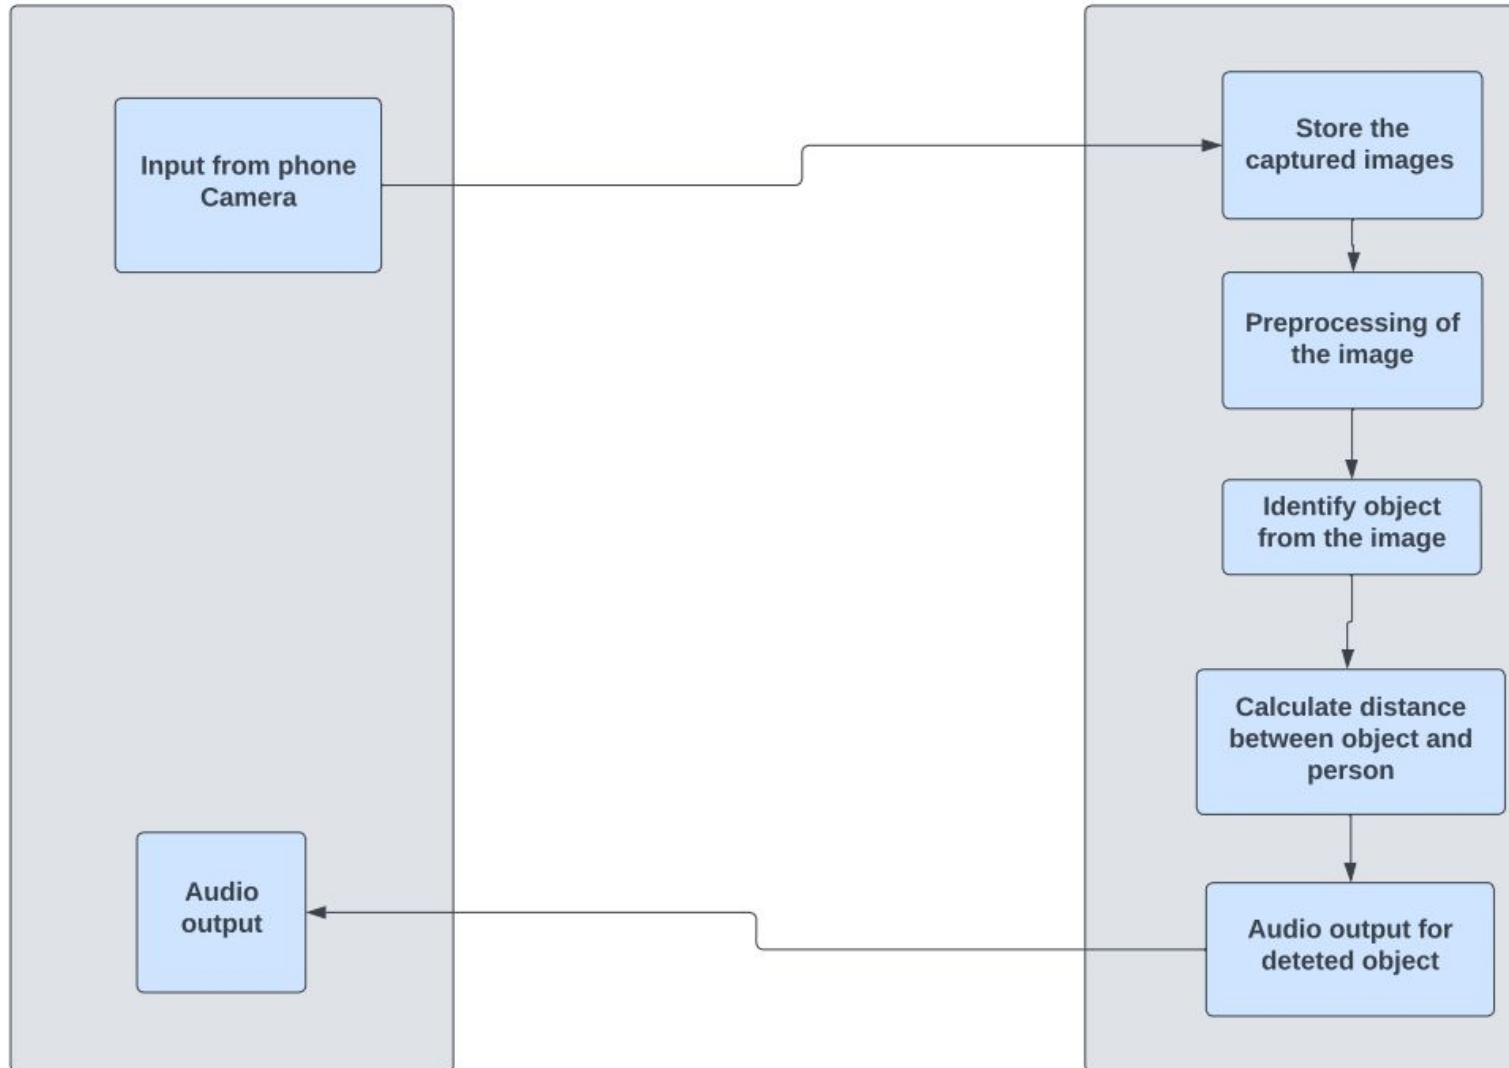 Input from phone
Camera
Store the
captured images
Preprocessing of
the image
Identify object
from the image
Calculate distance
between object and
person
Audio output for
deteted object
Audio
output